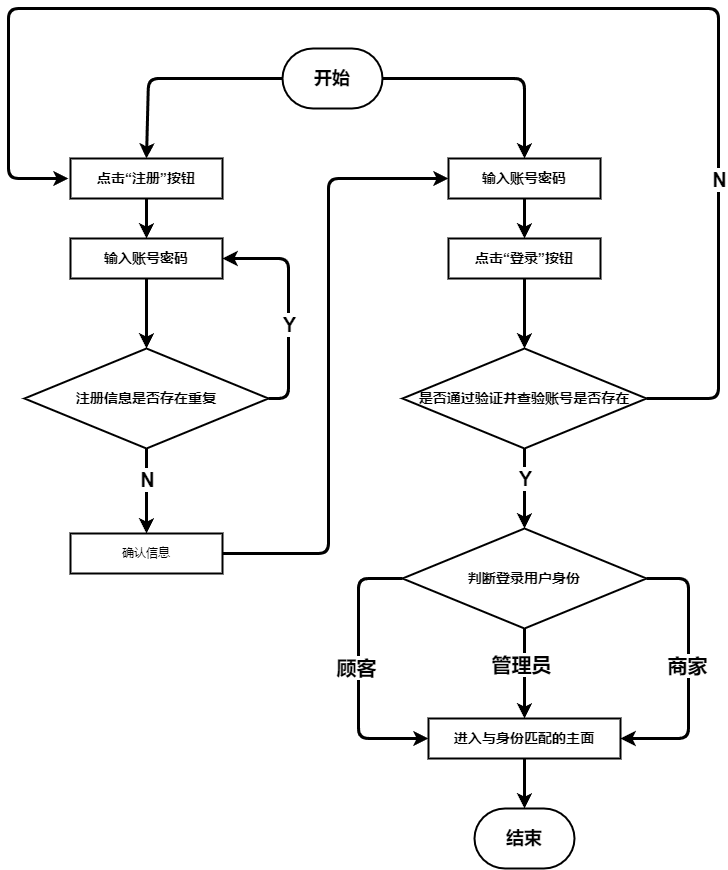 开始
点击“注册”按钮
输入账号密码
N
输入账号密码
点击“登录”按钮
Y
注册信息是否存在重复
是否通过验证并查验账号是否存在
N
Y
确认信息
判断登录用户身份
顾客
管理员
商家
进入与身份匹配的主面
结束